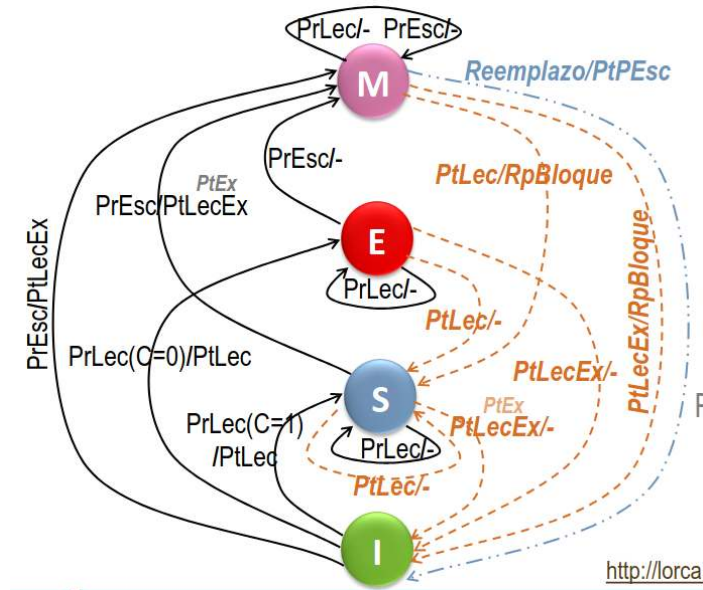 PrLec/-
PrEsc/-
M
Reemplazo/PtPEsc
PrEsc/-
PtLec/RpBloque
PtEx
PrEsc/PtLecEx
E
PrLec/-
PtLec/-
PrEsc/PtLecEx
PtLecEx/RpBloque
PrLec(C=0)/PtLec
PtLecEx/-
S
PtEx
PtLecEx/-
PrLec(C=1)
/PtLec
PrLec/-
PtLec/-
I
http://lorca